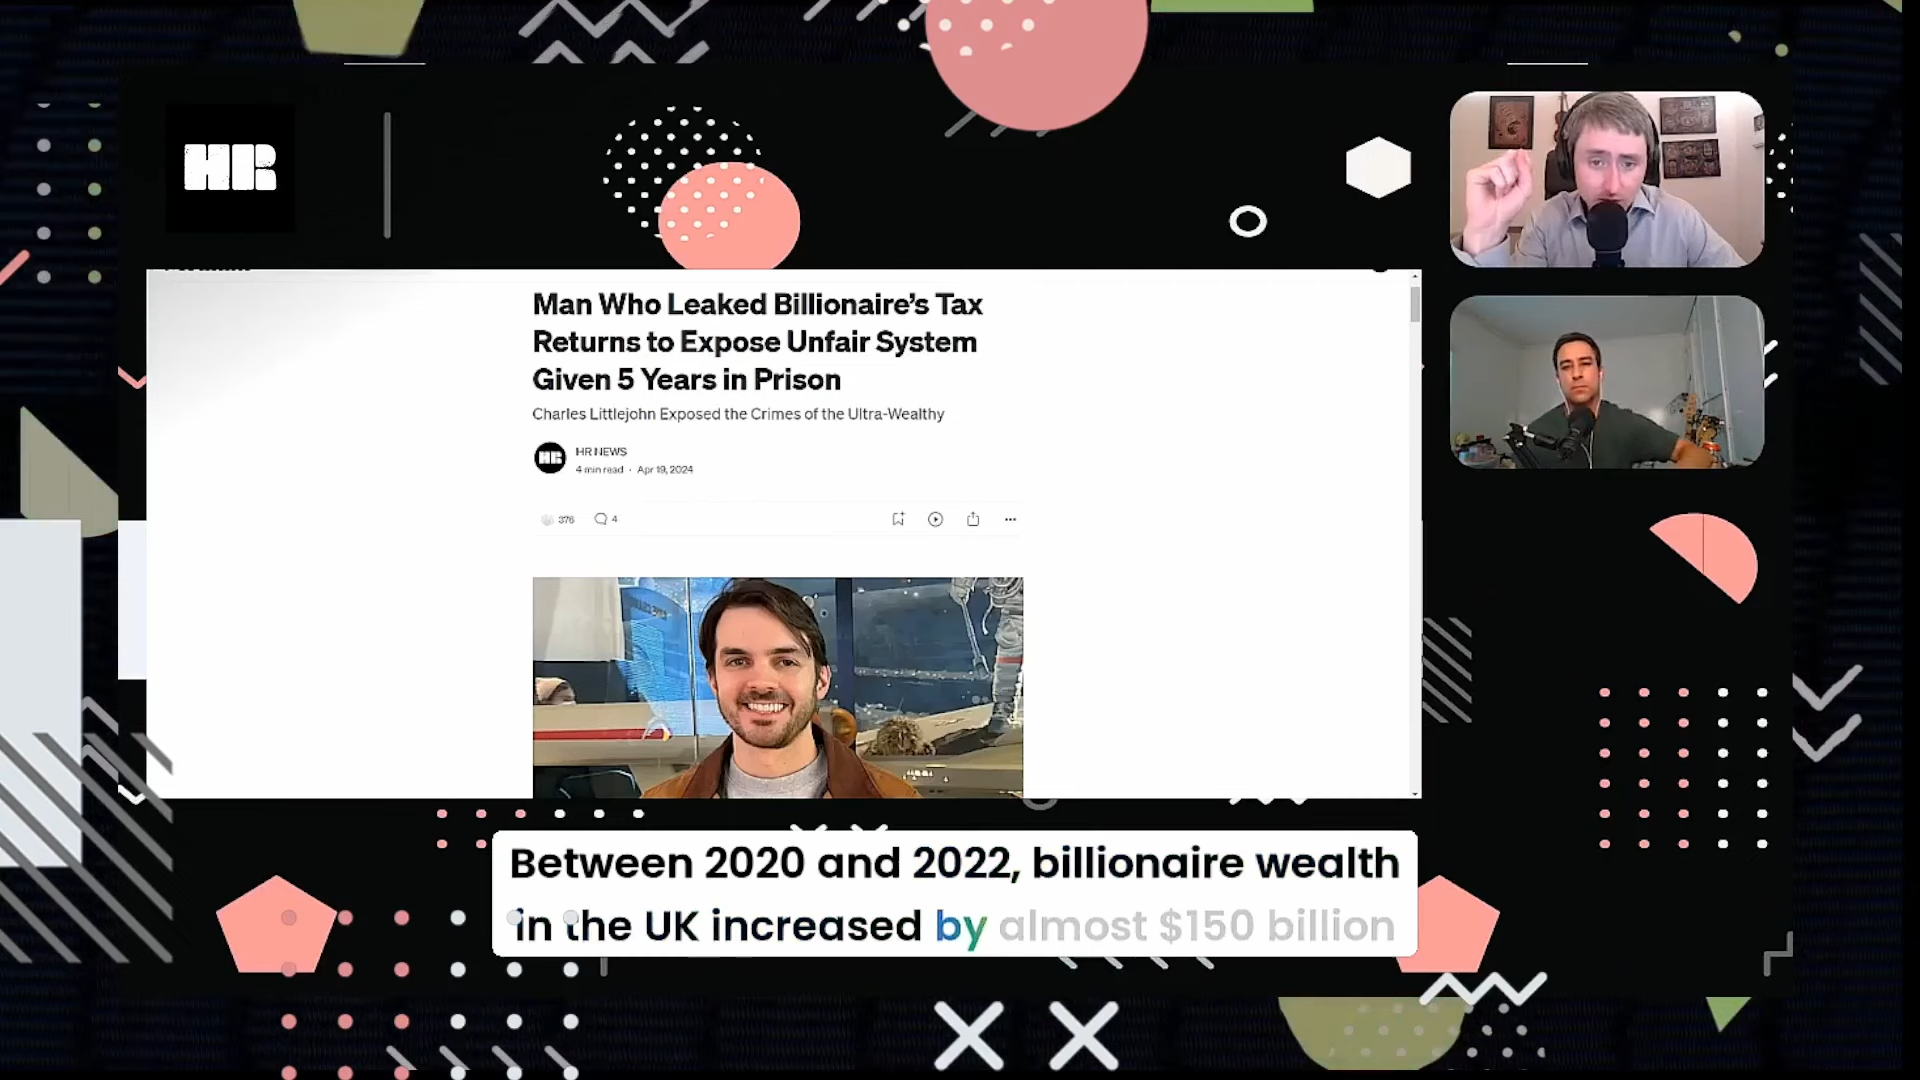 HR
Man Who Leaked Billionaire’s Tax
Returns to Expose Unfair System
Given 5 Years in Prison
Charles Littlejohn Exposed the Crimes of the Ultra-Wealthy
HR
HR NEWS
4 min read · Apr 19, 2024
376 4
Between 2020 and 2022, billionaire wealth
in the UK increased by almost $150 billion